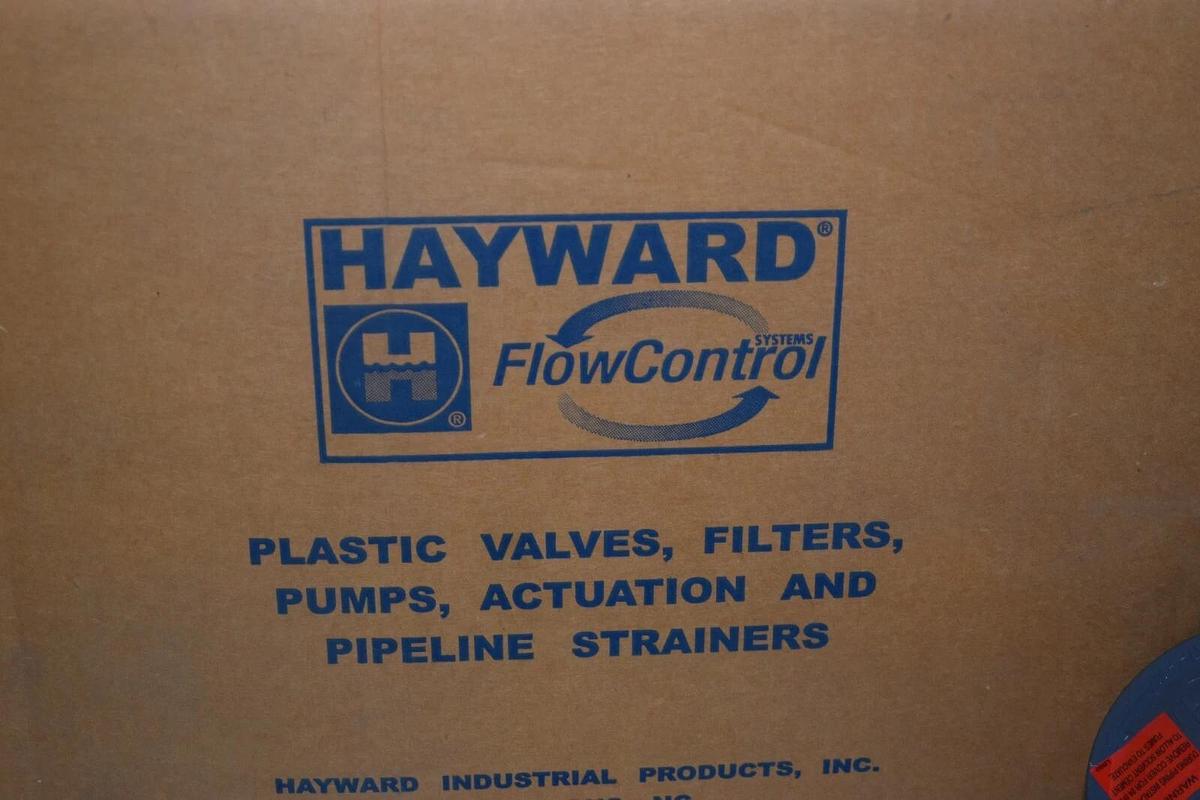 HAYWARD®
SYSTEMS
FlowControl
®
PLASTIC VALVES, FILTERS,
PUMPS, ACTUATION AND
PIPELINE STRAINERS
HAYWARD INDUSTRIAL PRODUCTS, INC.